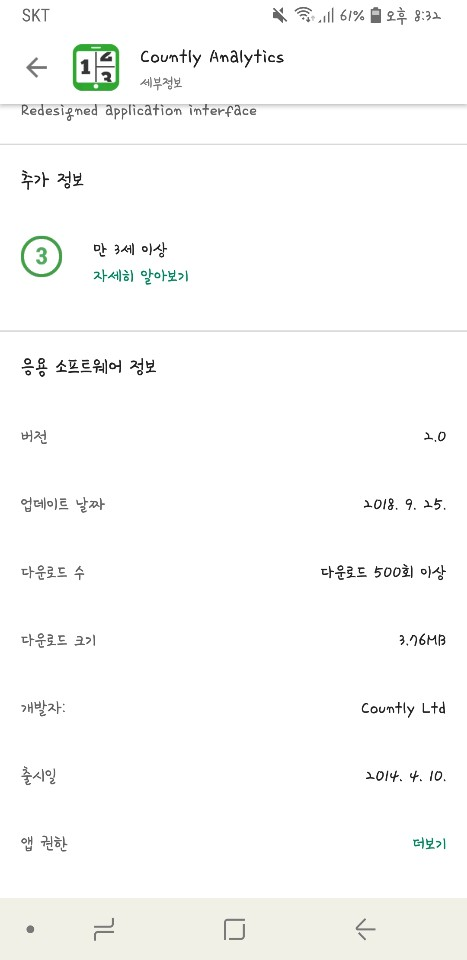 SKT 61% 오후 8:32
Countly Analytics
세부정보
Redesigned application interface
추가 정보
3
만 3세 이상
자세히 알아보기
응용 소프트웨어 정보
버전 2.0
업데이트 날짜 2018. 9. 25.
다운로드 수 다운로드 500회 이상
다운로드 크기 3.76MB
개발자: Countly Ltd
출시일 2014. 4. 10.
앱 권한 더보기